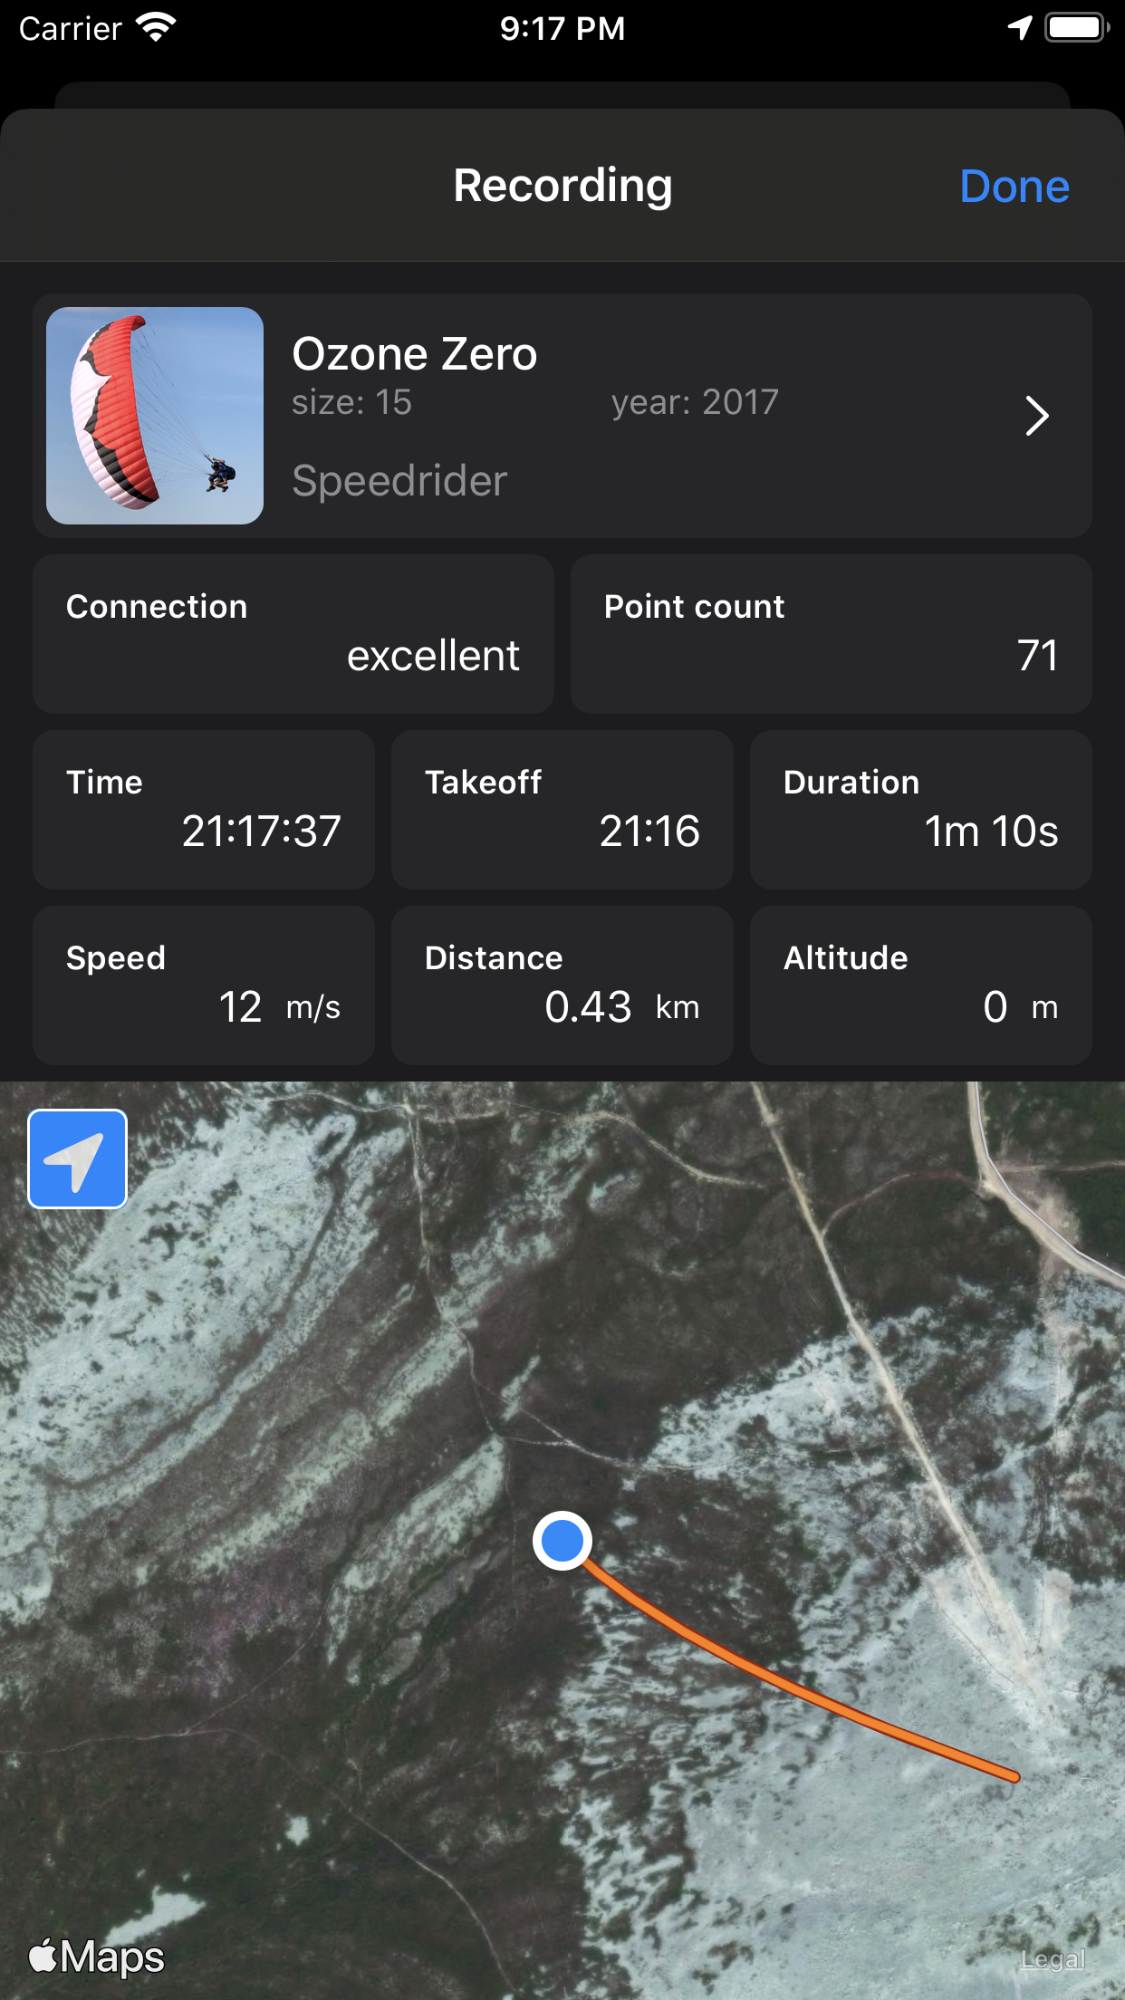 Carrier 9:17 PM
Recording Done
Ozone Zero
size: 15 year: 2017
Speedrider
Connection
excellent
Point count
71
Time
21:17:37
Takeoff
21:16
Duration
1m 10s
Speed
12 m/s
Distance
0.43 km
Altitude
0 m
Maps Legal